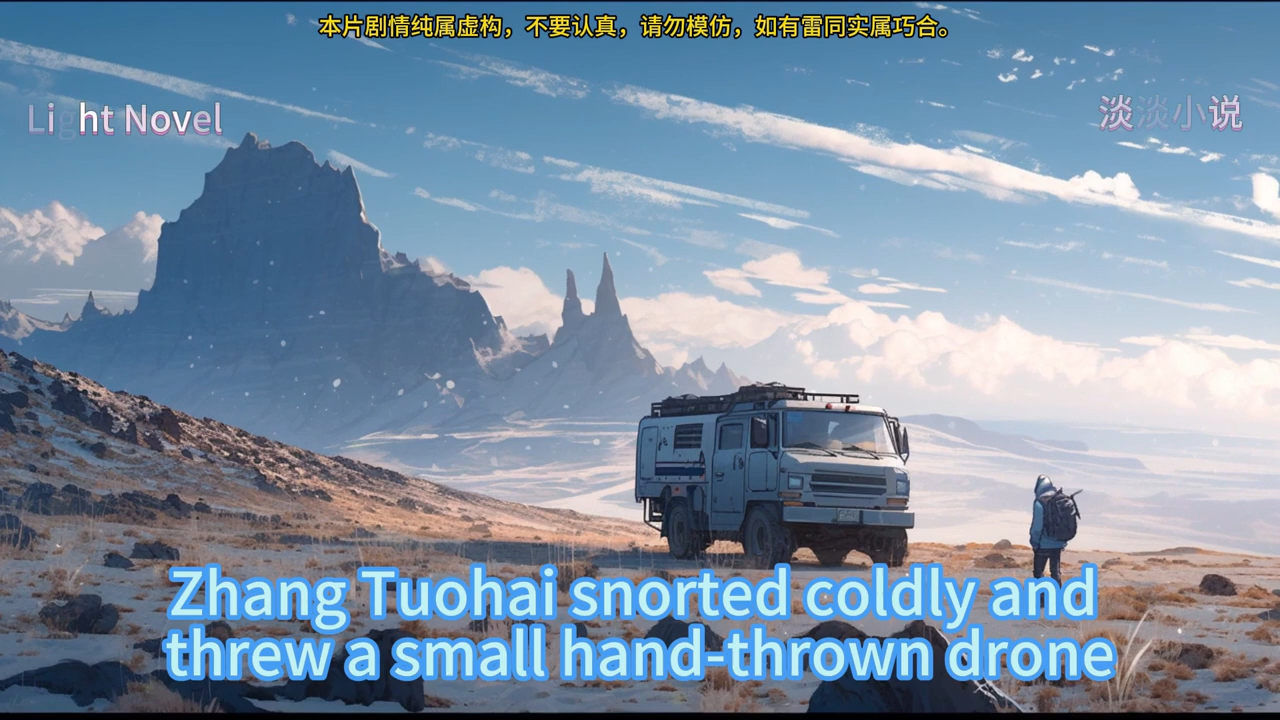 本片剧情纯属虚构，不要认真，请勿模仿，如有雷同实属巧合。
Light Novel
淡淡小说
Zhang Tuohai snorted coldly and
threw a small hand-thrown drone